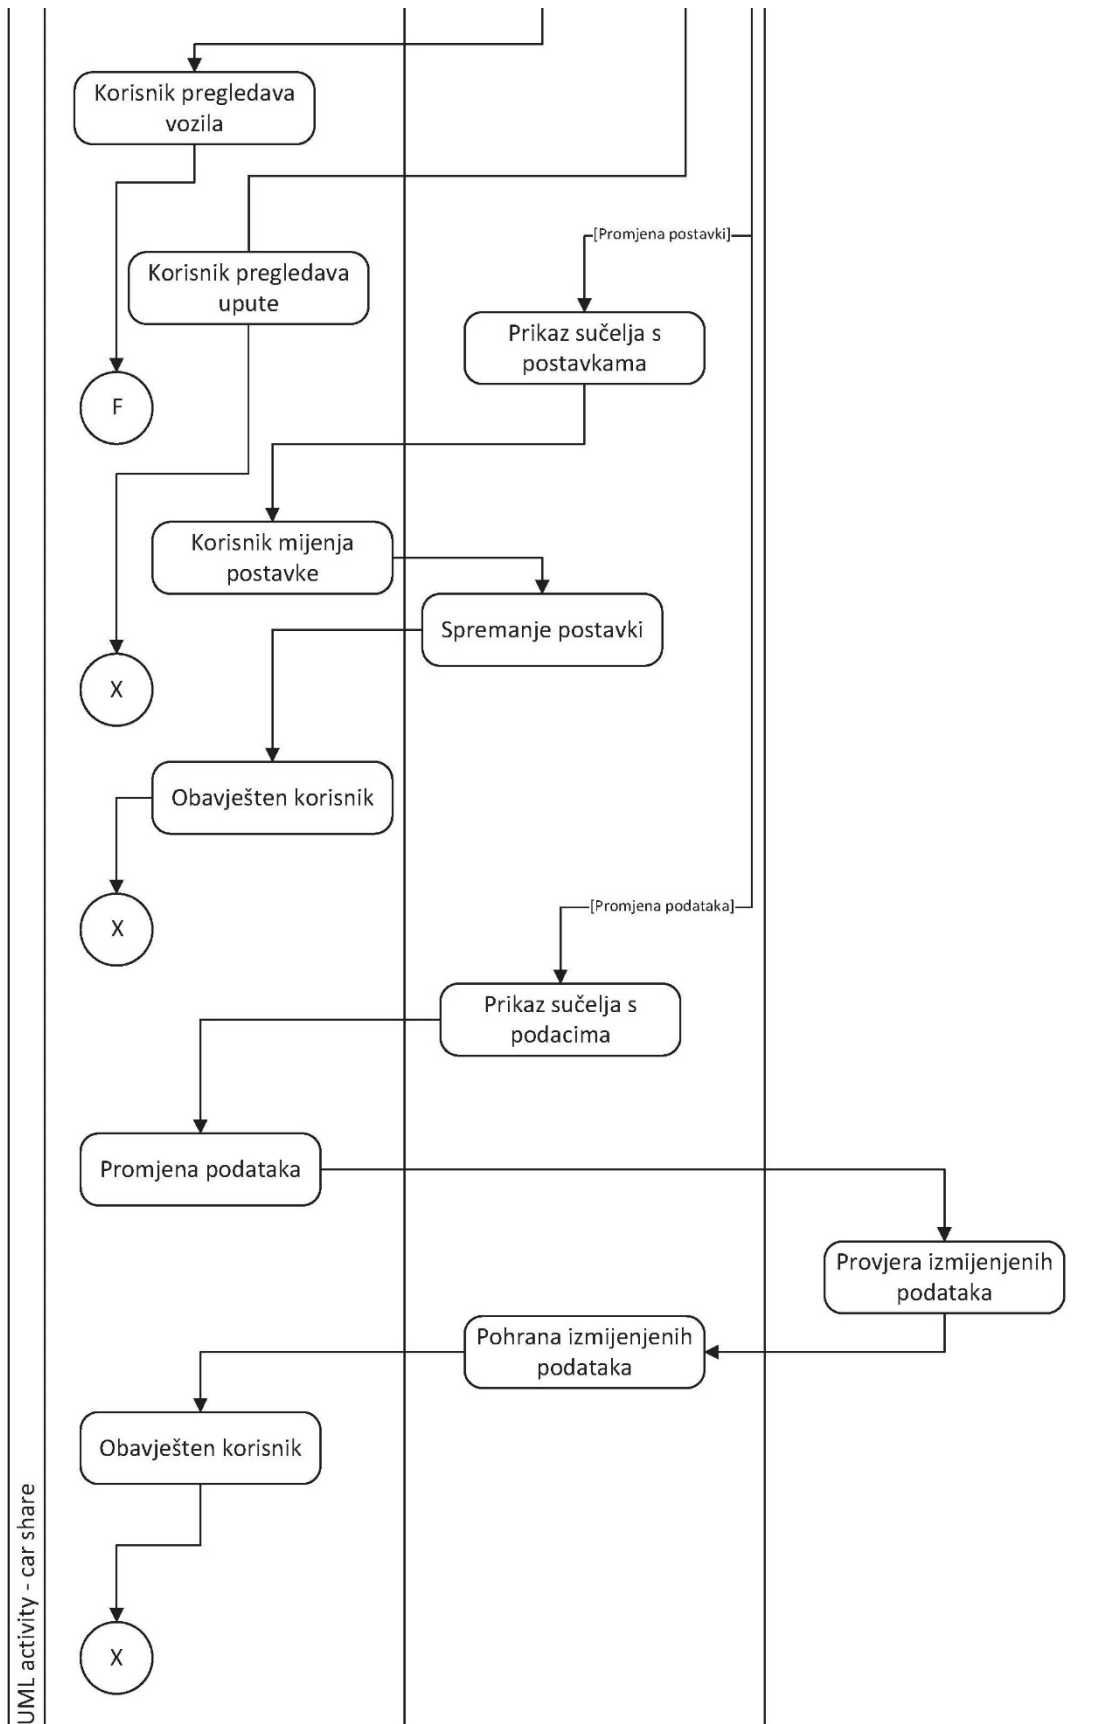 Korisnik pregledava
vozila
[Promjena postavki]
Korisnik pregledava
upute
Prikaz sučelja s
postavkama
F
Korisnik mijenja
postavke
Spremanje postavki
X
Obavješten korisnik
[Promjena podataka]
X
Prikaz sučelja s
podacima
Promjena podataka
Provjera izmijenjenih
podataka
Pohrana izmijenjenih
podataka
Obavješten korisnik
X
UML activity - car share